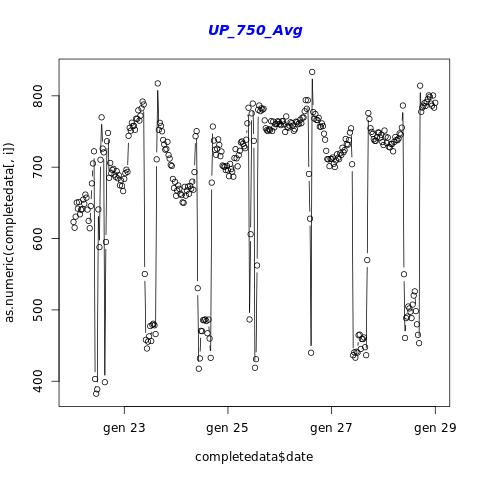 UP_750_Avg
as.numeric(completedata[, i])
800
700
600
500
400
gen 23
gen 25
gen 27
gen 29
completedata$date